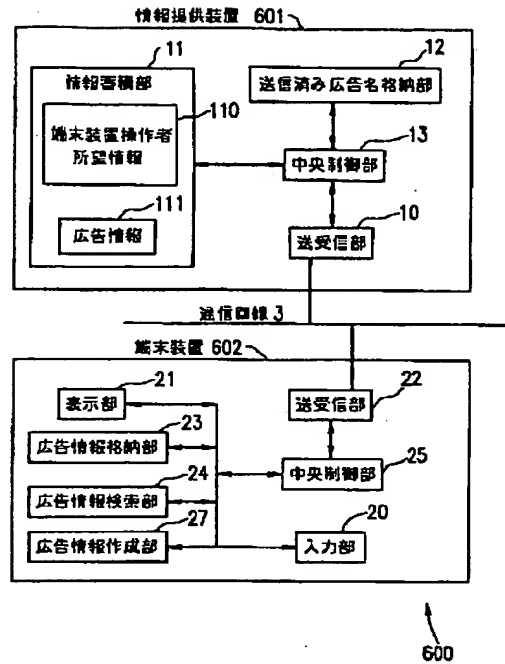 情報提供装置 601
11
情報蓄積部
110
端末装置操作者
所望情報
111
広告情報
12
送信済み広告名格納部
13
中央制御部
10
送受信部
通信回線 3
端末装置 602
21
表示部
23
広告情報格納部
24
広告情報検索部
27
広告情報作成部
22
送受信部
25
中央制御部
20
入力部
600